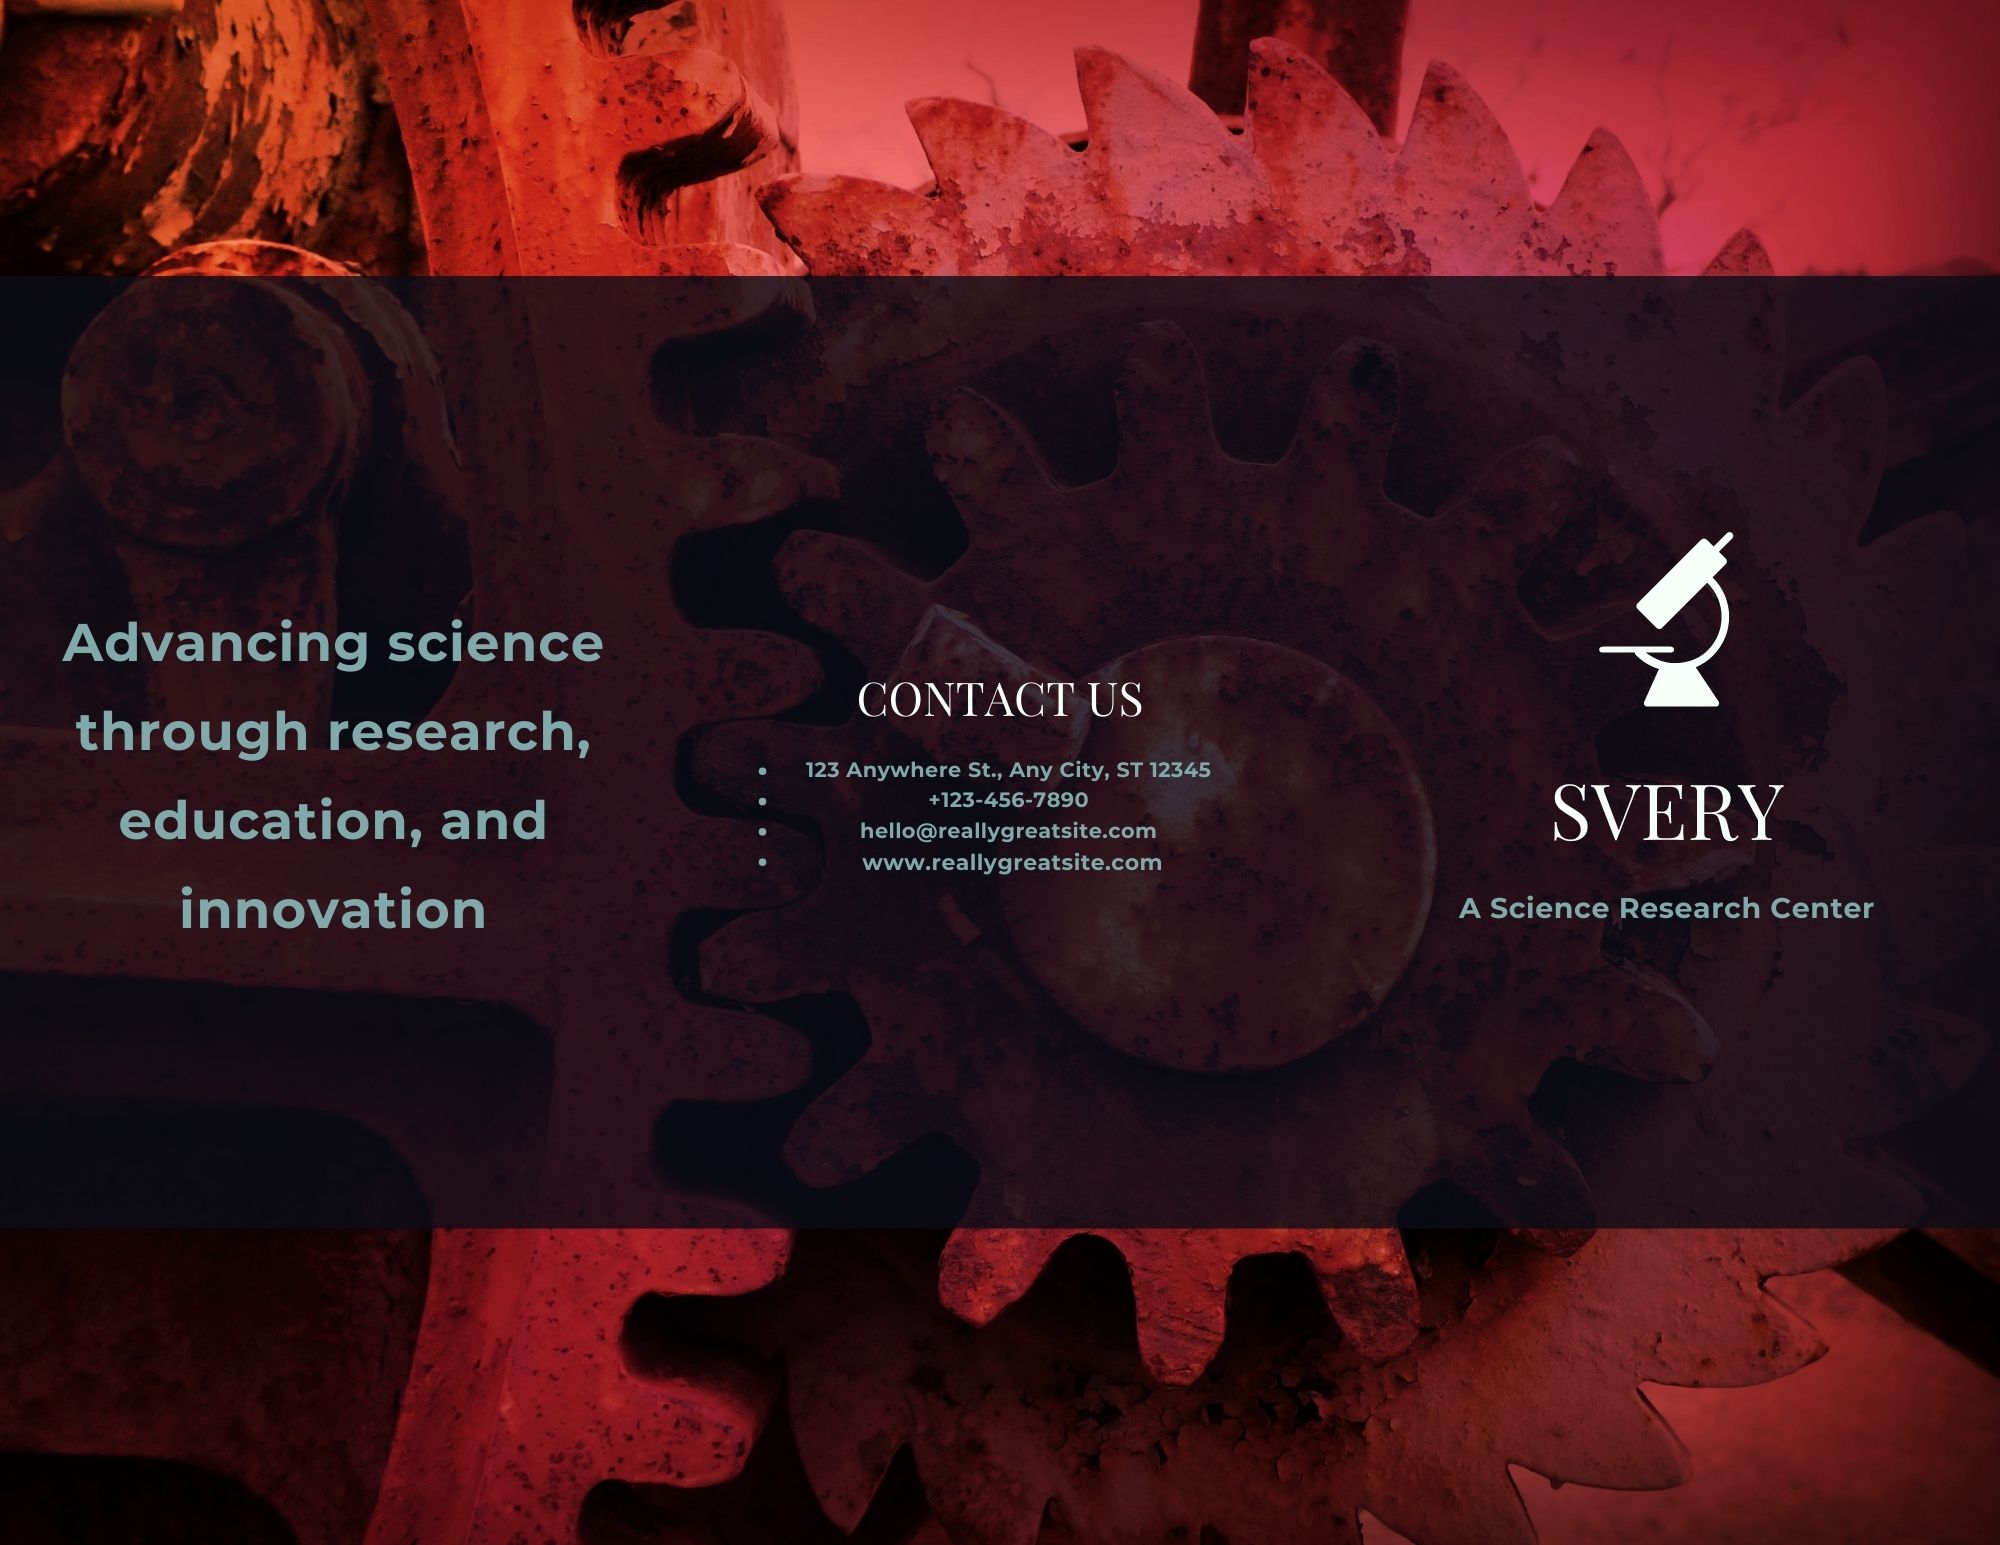 Advancing science
through research,
education, and
innovation
CONTACT US
• 123 Anywhere St., Any City, ST 12345
• +123-456-7890
• hello@reallygreatsite.com
• www.reallygreatsite.com
SVERY
A Science Research Center